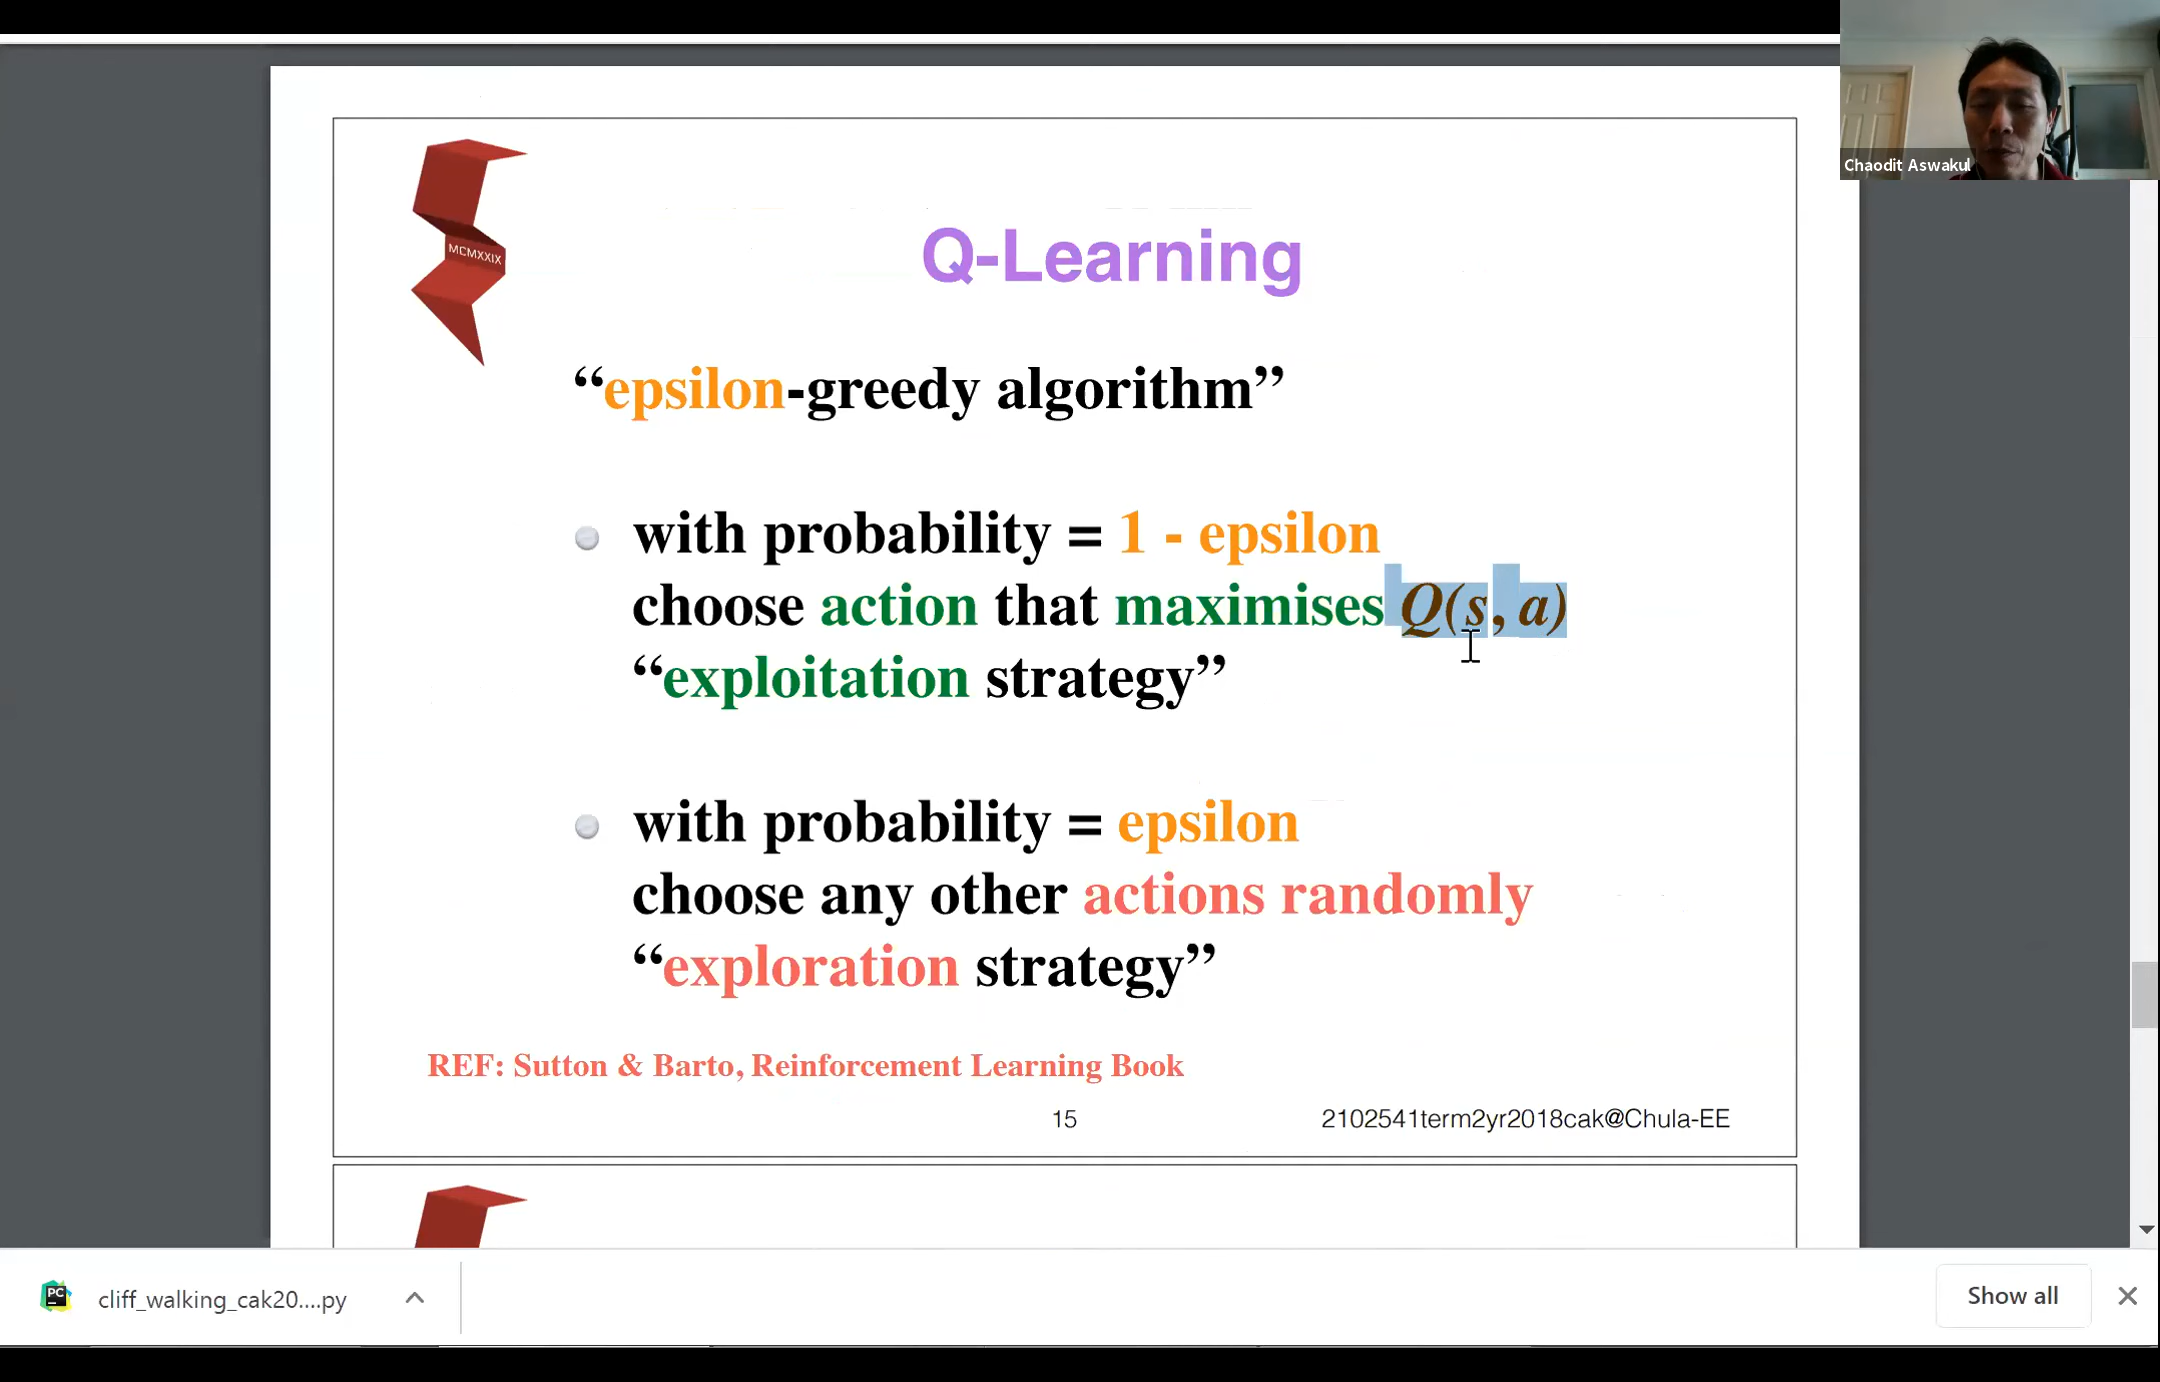 Chaodit Aswakul
MCMXXIX
Q-Learning
“epsilon-greedy algorithm”
with probability = 1 - epsilon
choose action that maximises Q(s, a)
“exploitation strategy”
with probability = epsilon
choose any other actions randomly
“exploration strategy”
REF: Sutton & Barto, Reinforcement Learning Book
15
2102541term2yr2018cak@Chula-EE
PC
cliff_walking_cak20....py
Show all